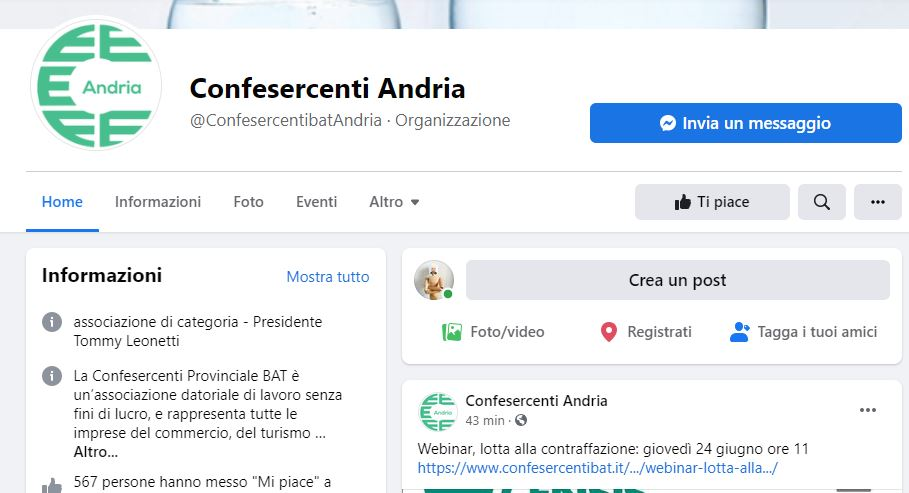 Andria
Confesercenti Andria
@ConfesercentibatAndria · Organizzazione
Invia un messaggio
Home
Informazioni
Foto
Eventi
Altro
Ti piace
Informazioni
Mostra tutto
associazione di categoria - Presidente
Tommy Leonetti
La Confesercenti Provinciale BAT è
un'associazione datoriale di lavoro senza
fini di lucro, e rappresenta tutte le
imprese del commercio, del turismo ...
Altro...
567 persone hanno messo "Mi piace" a
Crea un post
Foto/video
Registrati
Tagga i tuoi amici
Andria
Confesercenti Andria
43 min ·
Webinar, lotta alla contraffazione: giovedì 24 giugno ore 11
https://www.confesercentibat.it/.../webinar-lotta-alla.../